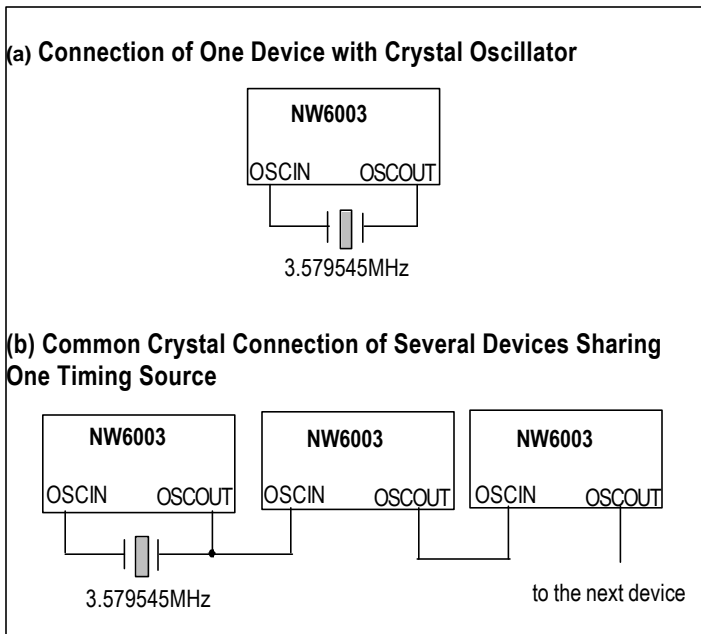 (a) Connection of One Device with Crystal Oscillator
NW6003
OSCIN OSCOUT
3.579545MHz
(b) Common Crystal Connection of Several Devices Sharing
One Timing Source
NW6003 NW6003 NW6003
OSCIN OSCOUT OSCIN OSCOUT OSCIN OSCOUT
3.579545MHz
to the next device